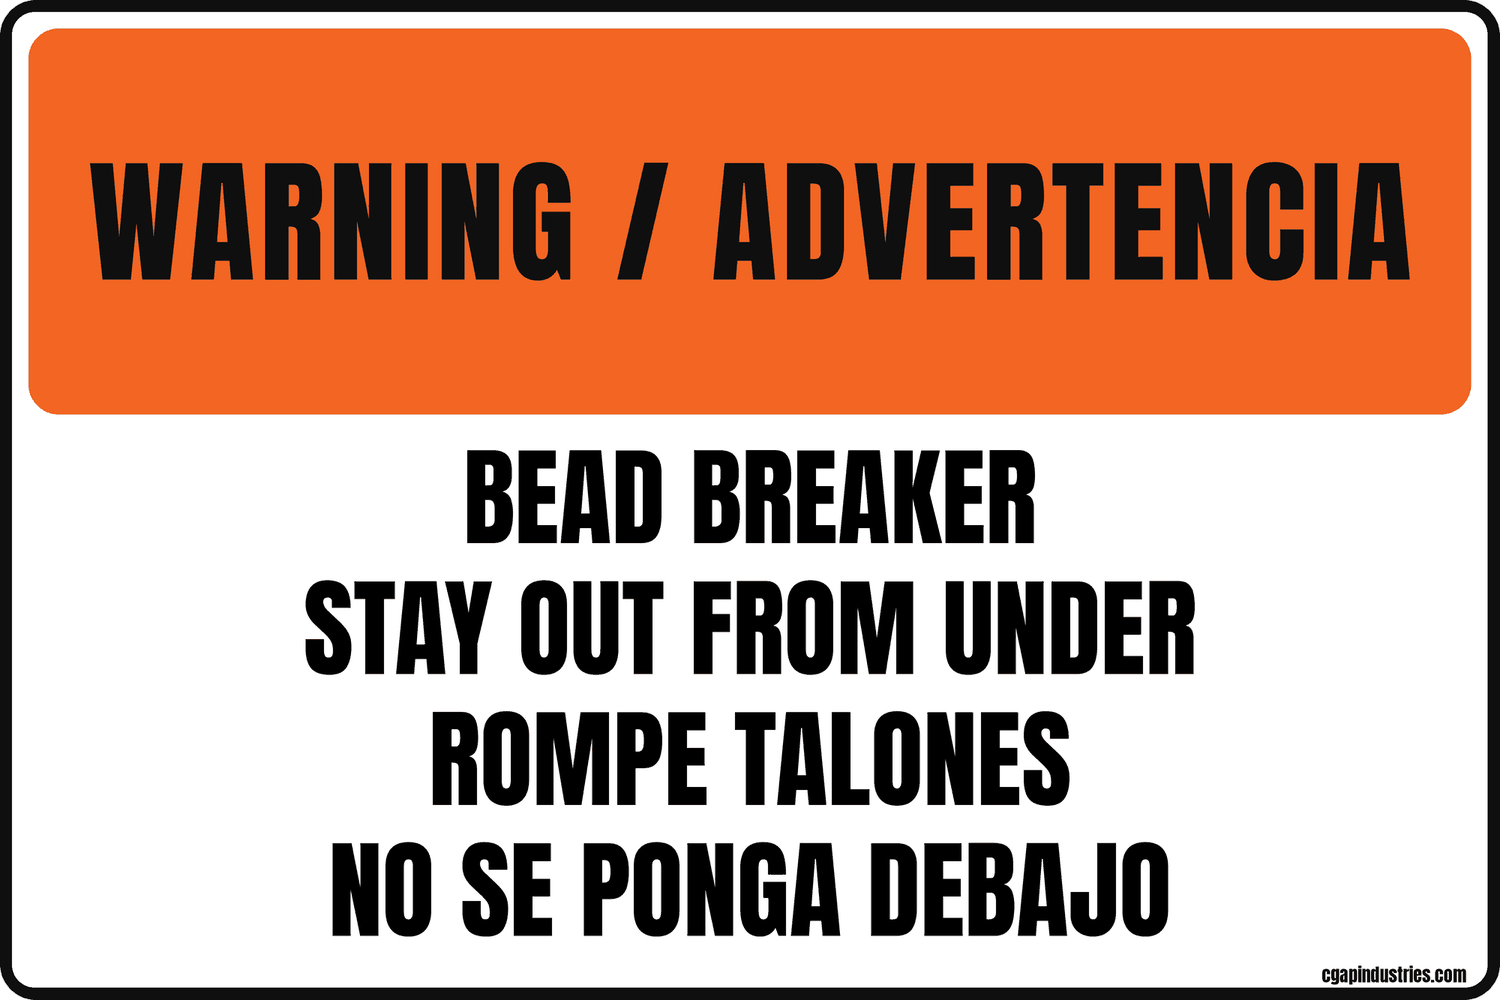 WARNING / ADVERTENCIA
BEAD BREAKER
STAY OUT FROM UNDER
ROMPE TALONES
NO SE PONGA DEBAJO
cgapindustries.com